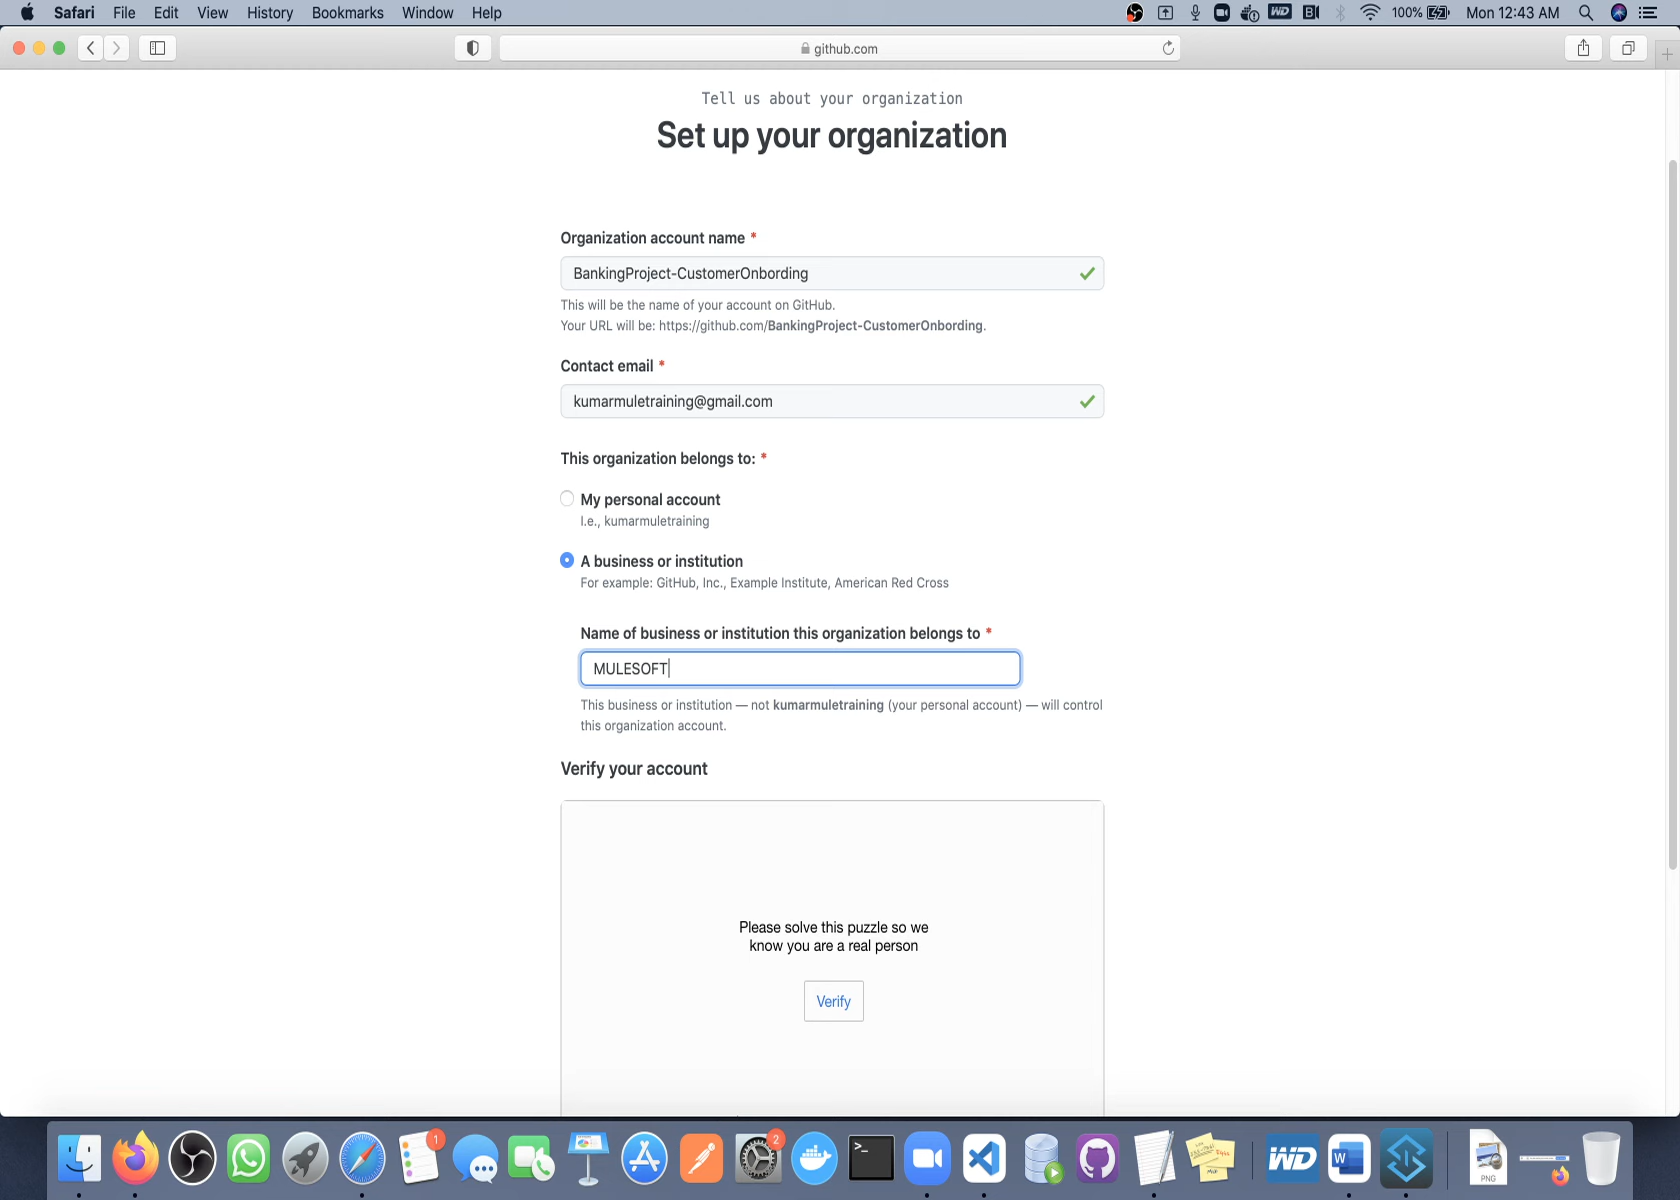 Safari File Edit View History Bookmarks Window Help 100% Mon 12:43 AM
github.com
Tell us about your organization
Set up your organization
Organization account name *
BankingProject-CustomerOnbording
This will be the name of your account on GitHub.
Your URL will be: https://github.com/BankingProject-CustomerOnbording.
Contact email *
kumarmuletraining@gmail.com
This organization belongs to: *
My personal account
I.e., kumarmuletraining
A business or institution
For example: GitHub, Inc., Example Institute, American Red Cross
Name of business or institution this organization belongs to *
MULESOFT
This business or institution — not kumarmuletraining (your personal account) — will control
this organization account.
Verify your account
Please solve this puzzle so we
know you are a real person
Verify
1
2
WD
W
PNG